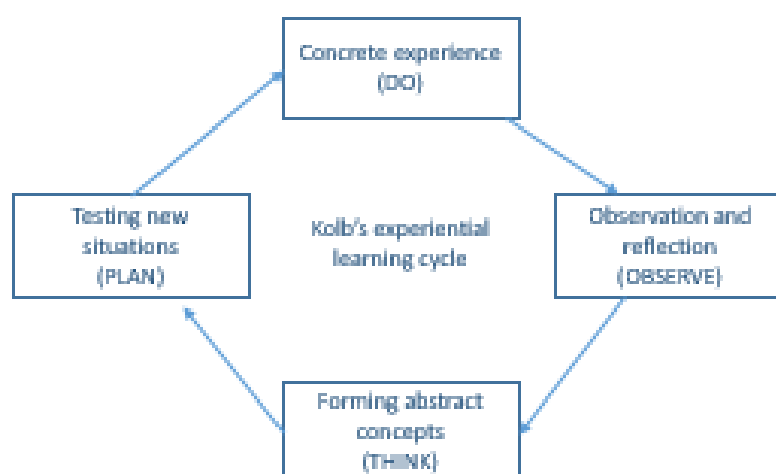 Concrete experience
(DO)
Testing new
situations
(PLAN)
Kolb's experiential
learning cycle
Observation and
reflection
(OBSERVE)
Forming abstract
concepts
(THINK)